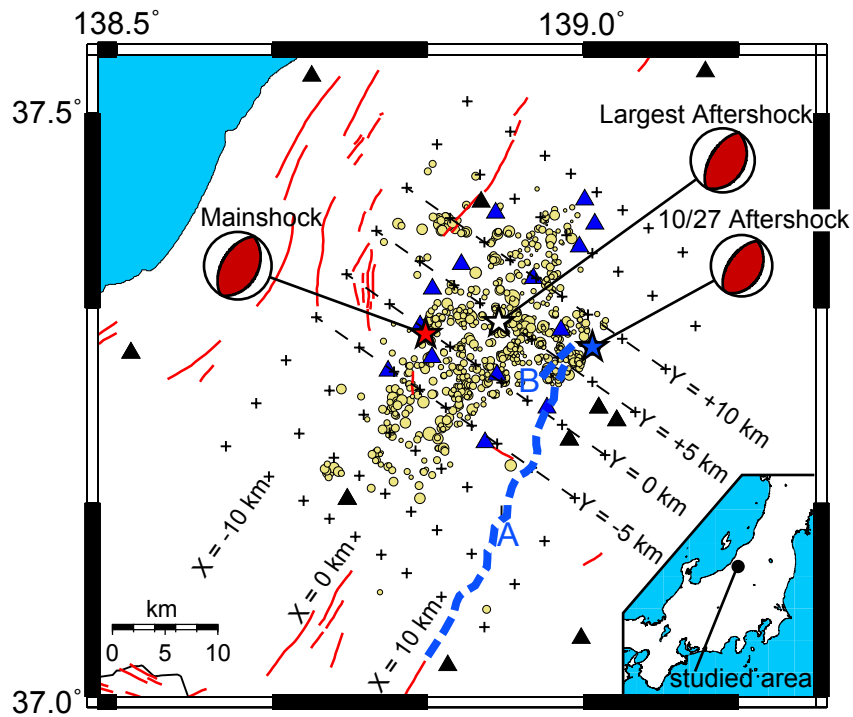 138.5°
139.0°
37.5°
Largest Aftershock
Mainshock
10/27 Aftershock
B
Y = +10 km
Y = +5 km
Y = 0 km
Y = -5 km
A
X = -10 km
X = 0 km
X = 10 km
km
0 5 10
studied area
37.0°